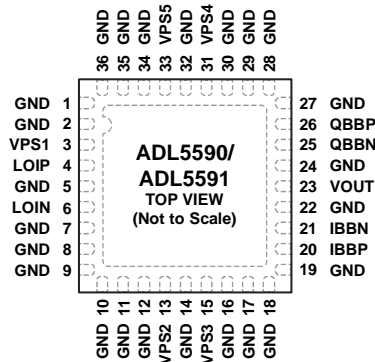 36 GND
35 GND
34 GND
33 VPS5
32 GND
31 VPS4
30 GND
29 GND
28 GND
GND 1
GND 2
VPS1 3
LOIP 4
GND 5
LOIN 6
GND 7
GND 8
GND 9
ADL5590/
ADL5591
TOP VIEW
(Not to Scale)
27 GND
26 QBBP
25 QBBN
24 GND
23 VOUT
22 GND
21 IBBN
20 IBBP
19 GND
GND 10
GND 11
GND 12
VPS2 13
GND 14
VPS3 15
GND 16
GND 17
GND 18